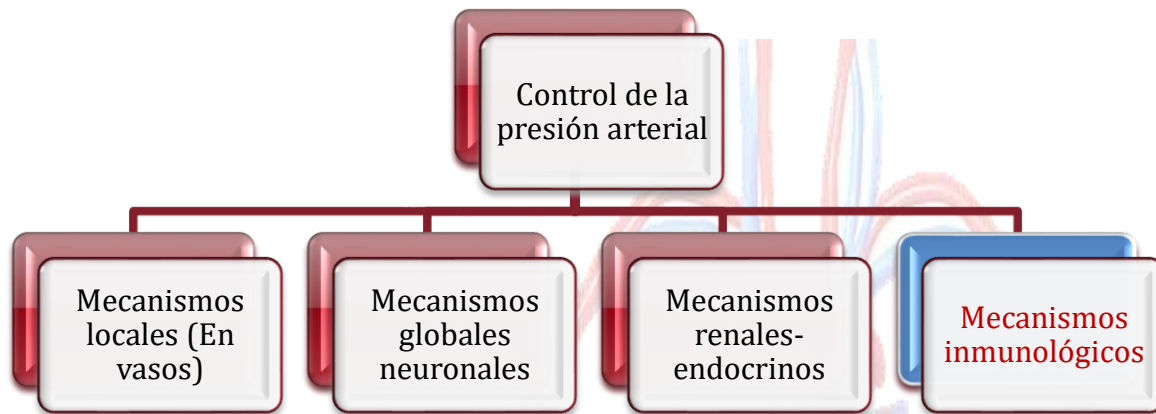 Control de la
presión arterial
Mecanismos
locales (En
vasos)
Mecanismos
globales
neuronales
Mecanismos
renales-
endocrinos
Mecanismos
inmunológicos